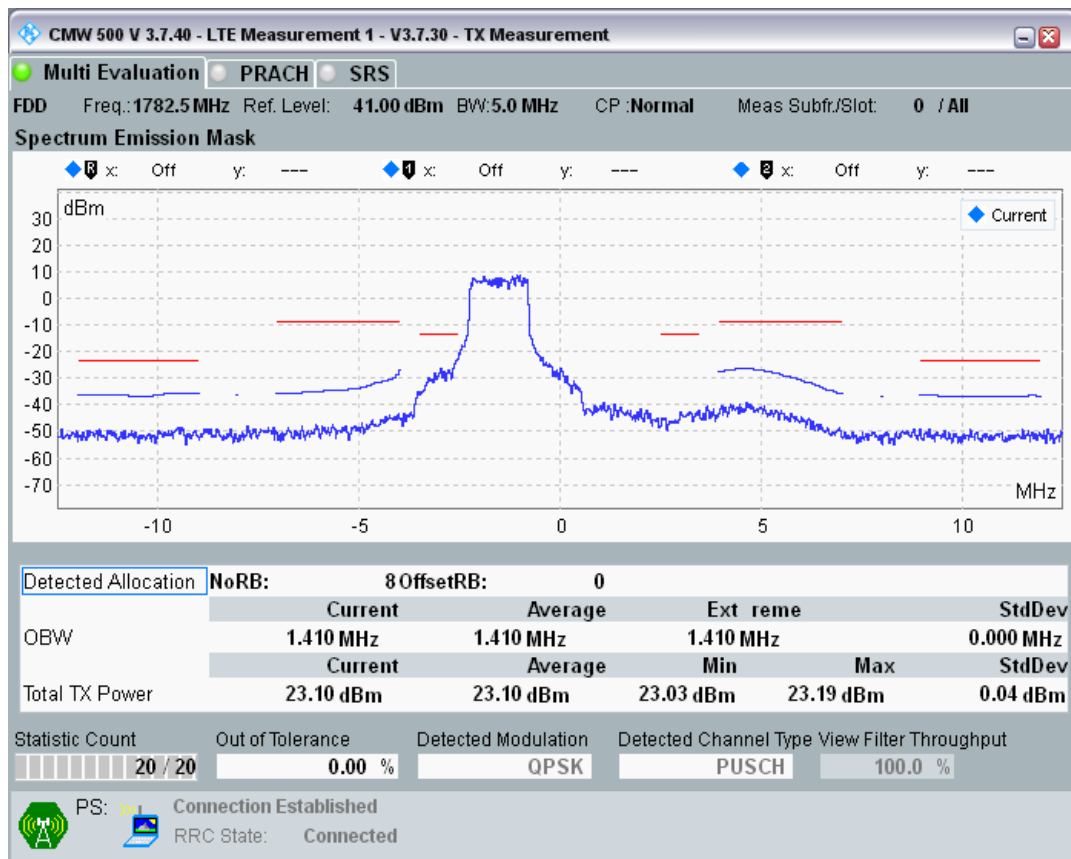 CMW 500 V 3.7.40 - LTE Measurement 1 - V3.7.30 - TX Measurement
Multi Evaluation PRACH SRS
FDD Freq.:1782.5 MHz Ref. Level: 41.00 dBm BW:5.0 MHz CP :Normal Meas Subfr./Slot: 0 / All
Spectrum Emission Mask
R x: Off y: --- 1 x: Off y: --- 2 x: Off y: ---
dBm
Current
30
20
10
0
-10
-20
-30
-40
-50
-60
-70
MHz
-10 -5 0 5 10
Detected Allocation NoRB: 8 OffsetRB: 0
Current Average Ext reme StdDev
OBW 1.410 MHz 1.410 MHz 1.410 MHz 0.000 MHz
Current Average Min Max StdDev
Total TX Power 23.10 dBm 23.10 dBm 23.03 dBm 23.19 dBm 0.04 dBm
Statistic Count Out of Tolerance Detected Modulation Detected Channel Type View Filter Throughput
20 / 20 0.00 % QPSK PUSCH 100.0 %
PS: Connection Established
RRC State: Connected